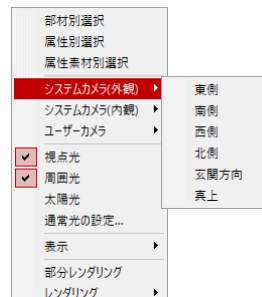 部材別選択
属性別選択
属性素材別選択
システムカメラ(外観)
システムカメラ(内観)
ユーザーカメラ
視点光
周囲光
太陽光
通常光の設定...
表示
部分レンダリング
レンダリング
東側
南側
西側
北側
玄関方向
真上